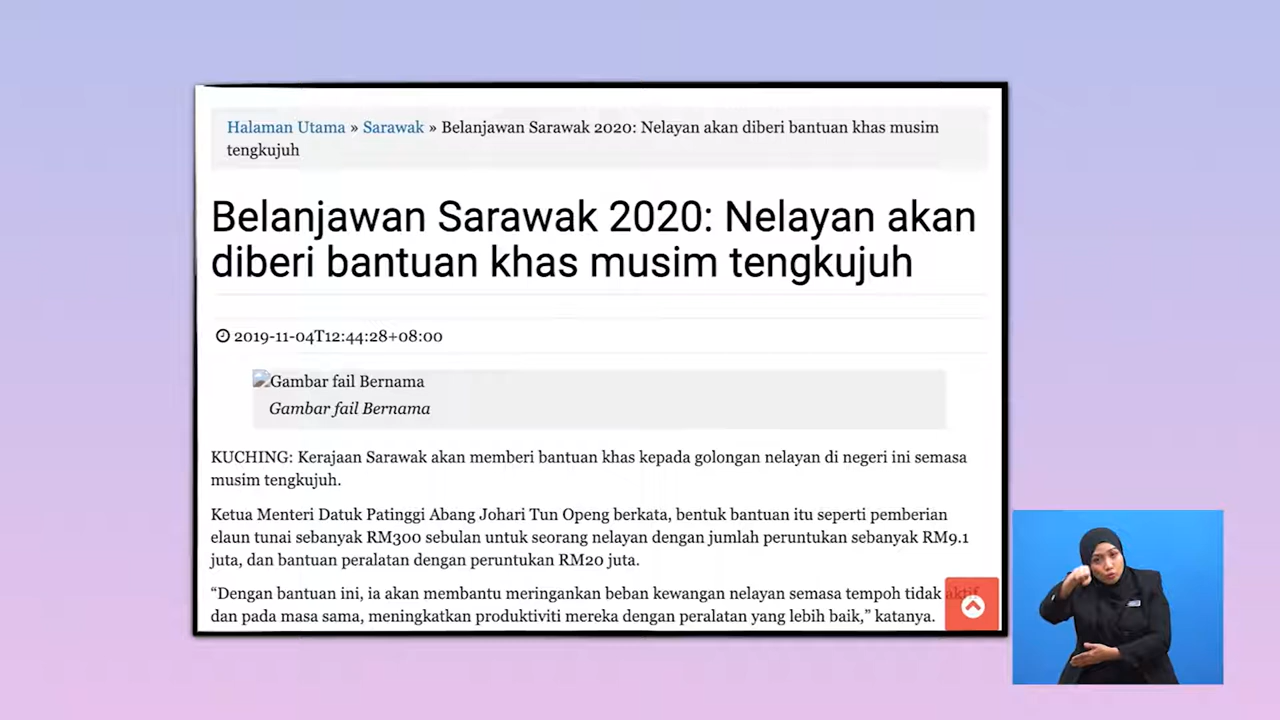 Halaman Utama » Sarawak » Belanjawan Sarawak 2020: Nelayan akan diberi bantuan khas musim
tengkujuh
Belanjawan Sarawak 2020: Nelayan akan
diberi bantuan khas musim tengkujuh
2019-11-04T12:44:28+08:00
Gambar fail Bernama
Gambar fail Bernama
KUCHING: Kerajaan Sarawak akan memberi bantuan khas kepada golongan nelayan di negeri ini semasa
musim tengkujuh.
Ketua Menteri Datuk Patinggi Abang Johari Tun Openg berkata, bentuk bantuan itu seperti pemberian
elaun tunai sebanyak RM300 sebulan untuk seorang nelayan dengan jumlah peruntukan sebanyak RM9.1
juta, dan bantuan peralatan dengan peruntukan RM20 juta.
“Dengan bantuan ini, ia akan membantu meringankan beban kewangan nelayan semasa tempoh tidak aktif
dan pada masa sama, meningkatkan produktiviti mereka dengan peralatan yang lebih baik,” katanya.